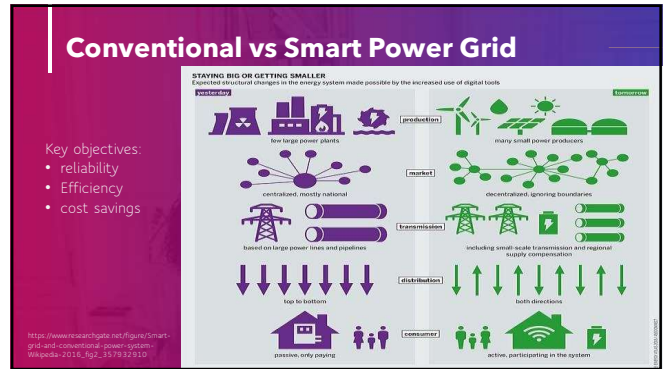 Conventional vs Smart Power Grid
STAYING BIG OR GETTING SMALLER
Expected structural changes in the energy system made possible by the increased use of digital tools
yesterday
tomorrow
production
few large power plants
many small power producers
market
centralized, mostly national
decentralized, ignoring boundaries
transmission
based on large power lines and pipelines
including small-scale transmission and regional
supply compensation
distribution
top to bottom
both directions
consumer
passive, only paying
active, participating in the system
Key objectives:
• reliability
• Efficiency
• cost savings
https://www.researchgate.net/figure/Smart-
grid-and-conventional-power-system-
Wikipedia-2016_fig2_357932910